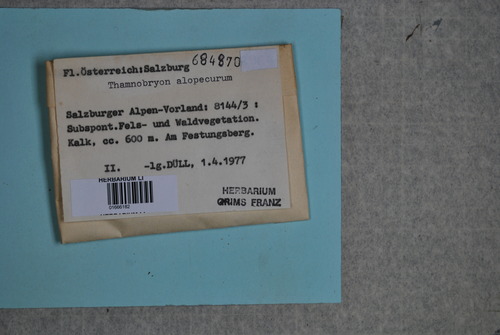 Fl.Österreich:Salzburg 684870
Thamnobryon alopecurum
Salzburger Alpen-Vorland: 8144/3 :
Subspont.Fels- und Waldvegetation.
Kalk, cc. 600 m. Am Festungsberg.
II. -lg.DÜLL, 1.4.1977
HERBARIUM LI
HERBARIUM
GRIMS FRANZ